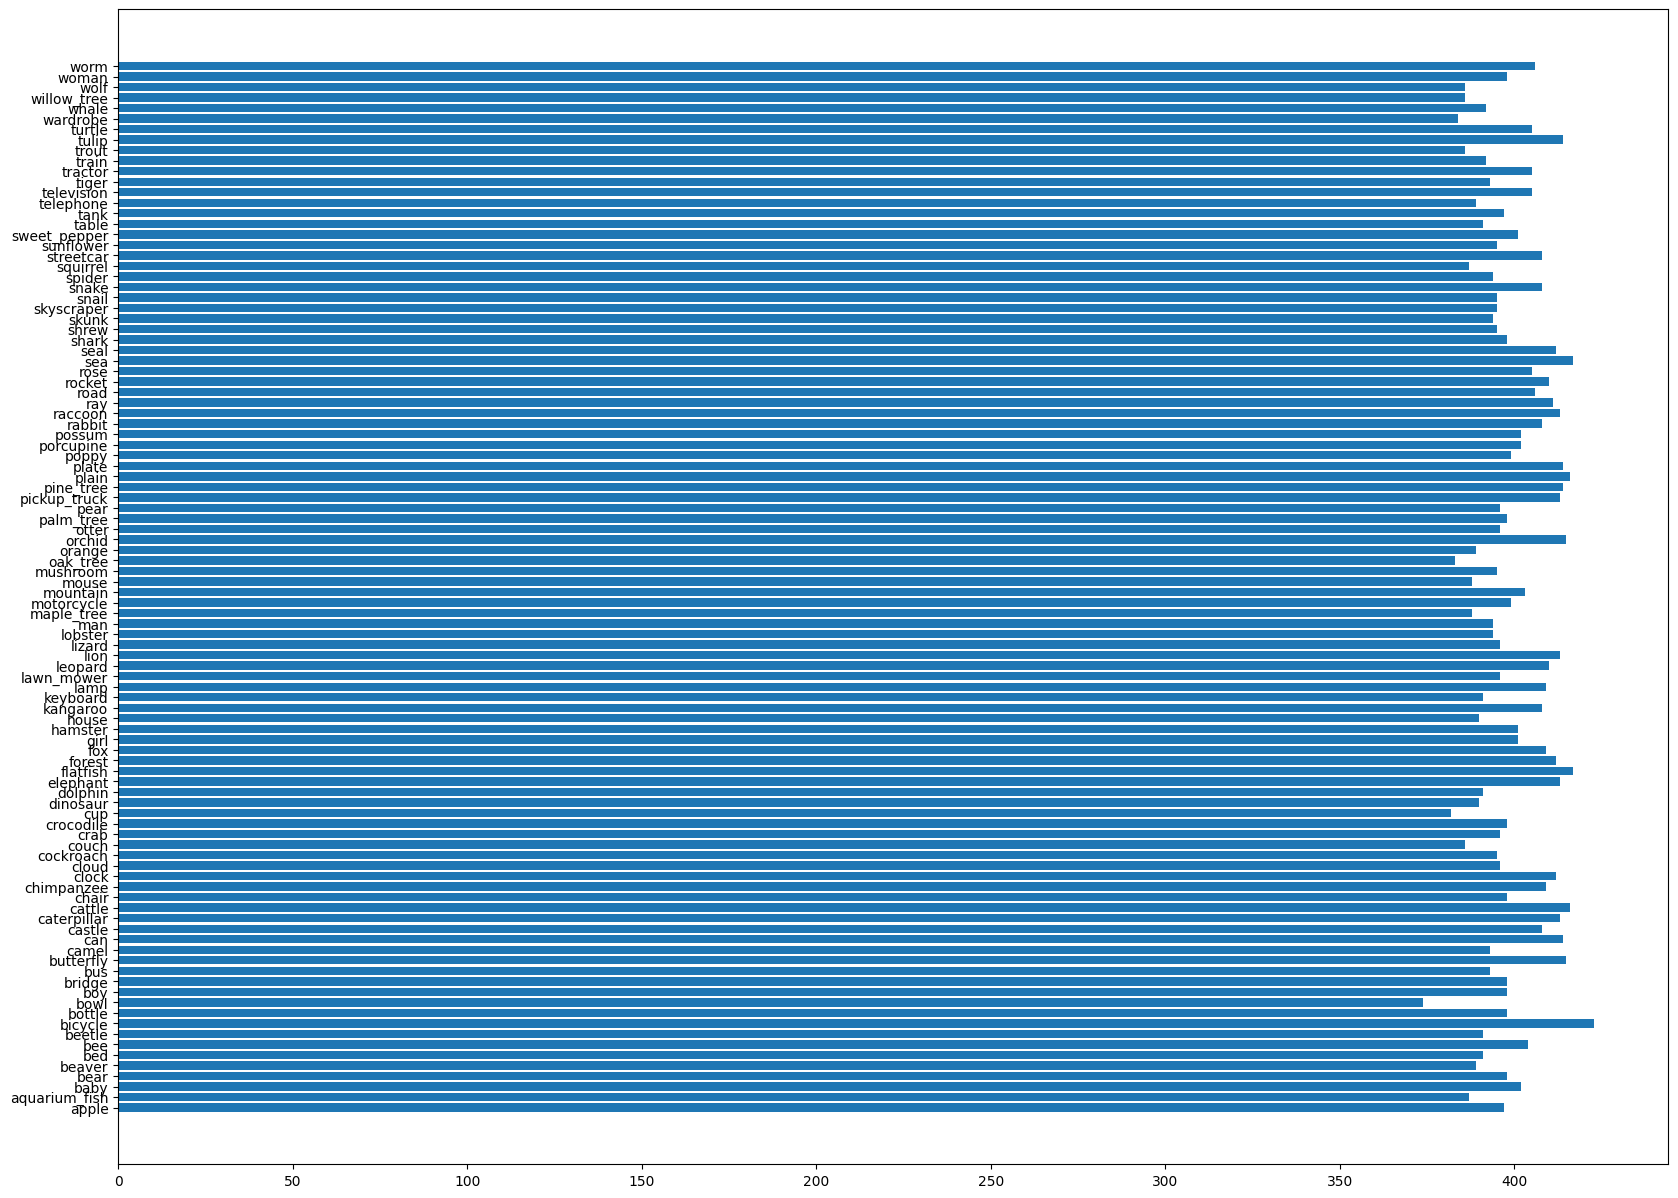 worm
woman
wolf
willow_tree
whale
wardrobe
turtle
tulip
trout
train
tractor
tiger
television
telephone
tank
table
sweet_pepper
sunflower
streetcar
squirrel
spider
snake
snail
skyscraper
skunk
shrew
shark
seal
sea
rose
rocket
road
ray
raccoon
rabbit
possum
porcupine
poppy
plate
plain
pine_tree
pickup_truck
pear
palm_tree
otter
orchid
orange
oak_tree
mushroom
mouse
mountain
motorcycle
maple_tree
man
lobster
lizard
lion
leopard
lawn_mower
lamp
keyboard
kangaroo
house
hamster
girl
fox
forest
flatfish
elephant
dolphin
dinosaur
cup
crocodile
crab
couch
cockroach
cloud
clock
chimpanzee
chair
cattle
caterpillar
castle
can
camel
butterfly
bus
bridge
boy
bowl
bottle
bicycle
beetle
bee
bed
beaver
bear
baby
aquarium_fish
apple
0 50 100 150 200 250 300 350 400